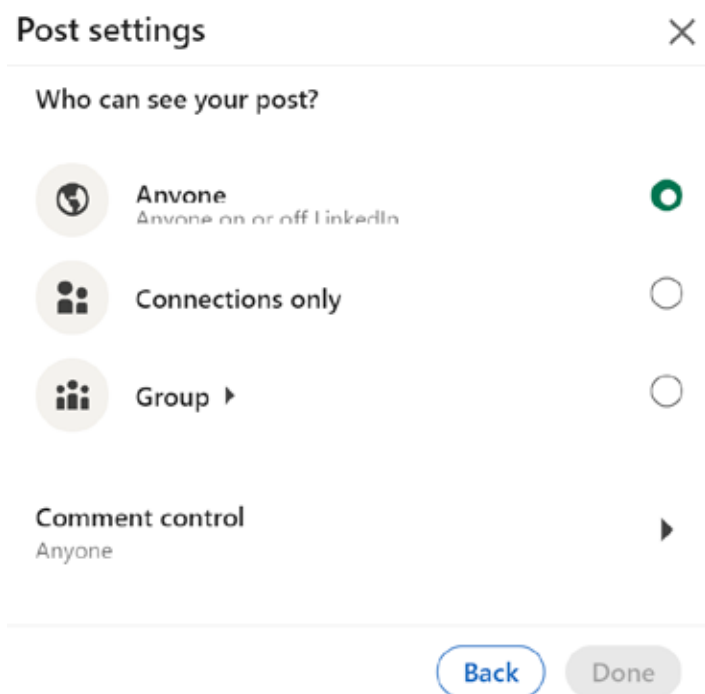 Post settings
Who can see your post?
Anyone
Anyone on or off LinkedIn
Connections only
Group
Comment control
Anyone
Back
Done